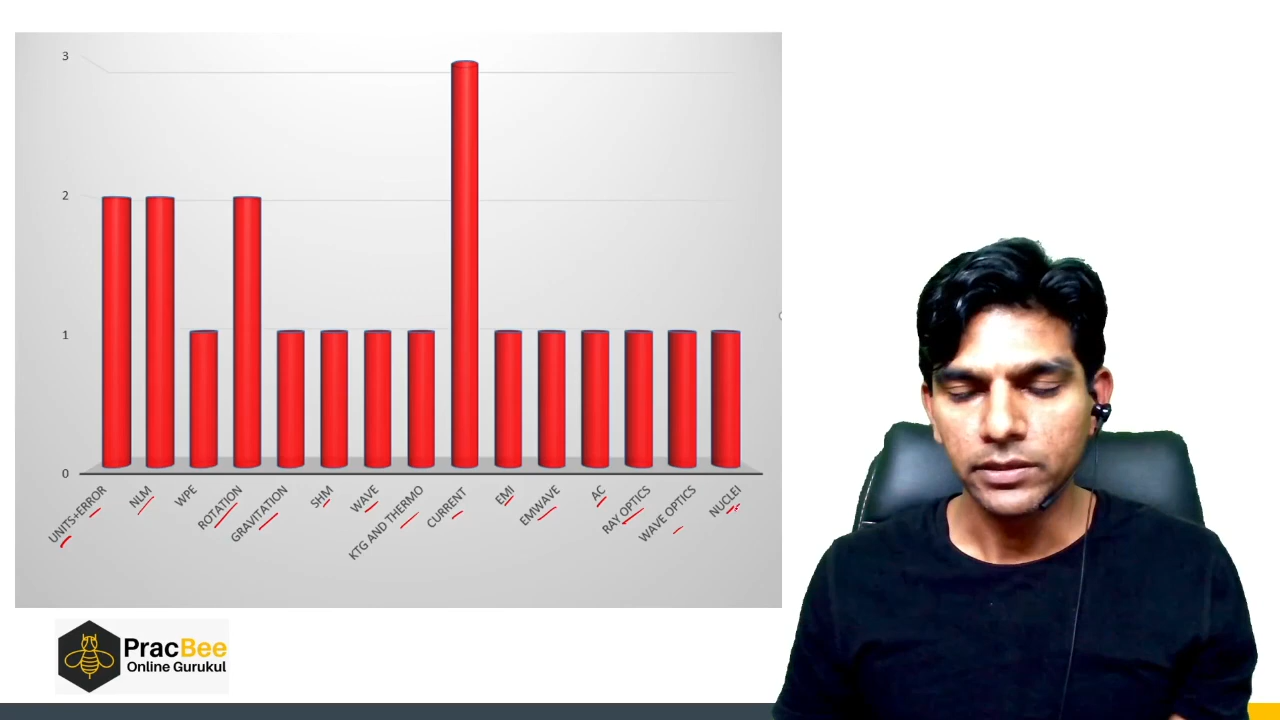 3
2
1
0
UNITS+ERROR
NLM
WPE
ROTATION
GRAVITATION
SHM
WAVE
KTG AND THERMO
CURRENT
EMI
EMWAVE
AC
RAY OPTICS
WAVE OPTICS
NUCLEI
PracBee
Online Gurukul